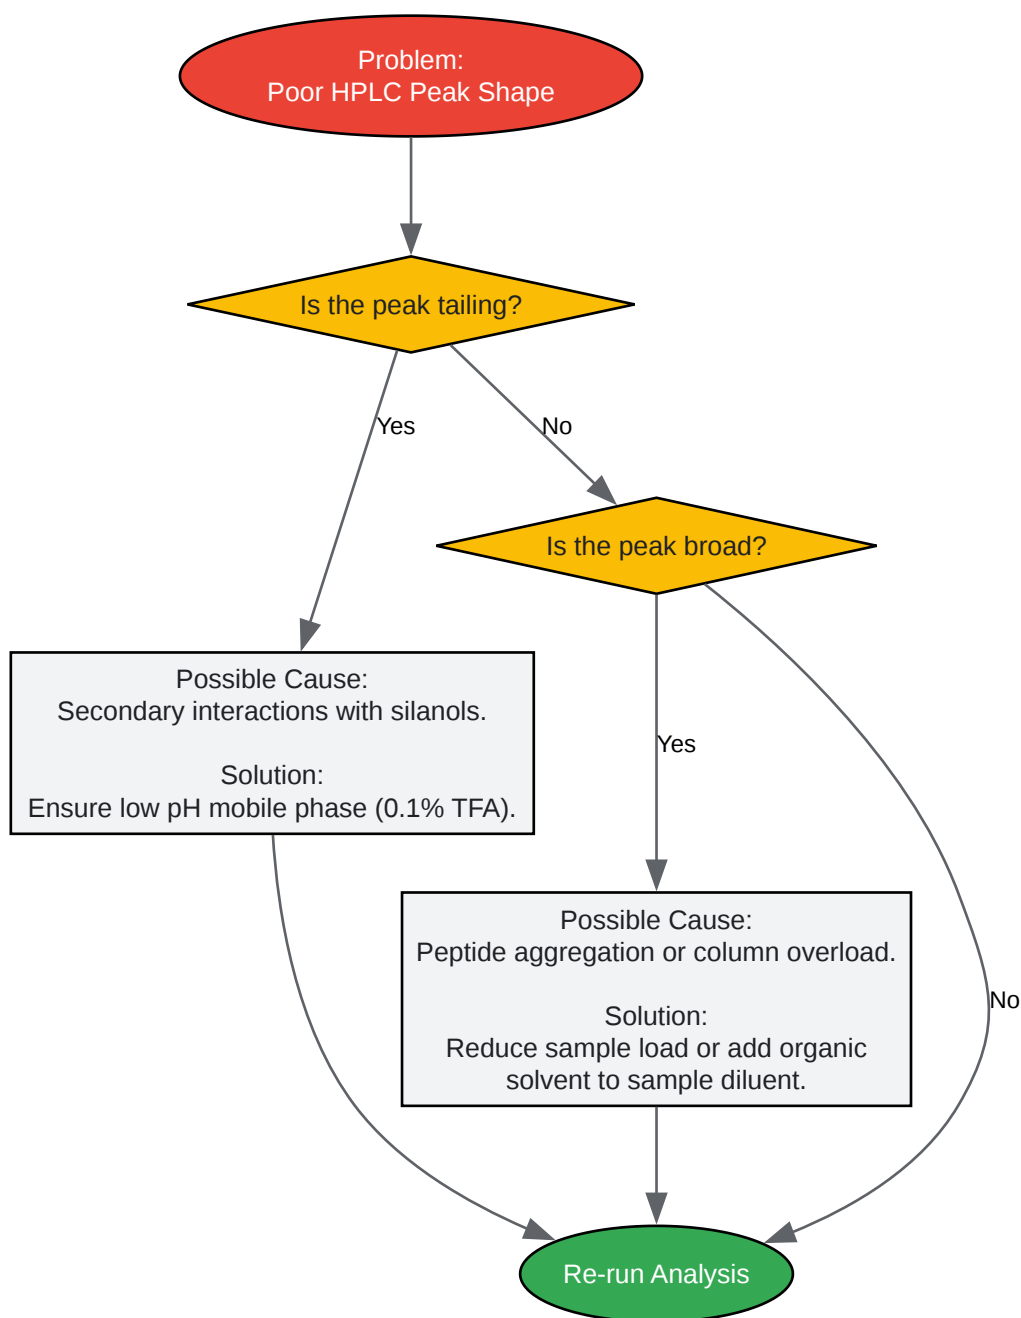 Problem:
Poor HPLC Peak Shape
Is the peak tailing?
Yes
No
Is the peak broad?
Possible Cause:
Secondary interactions with silanols.
Solution:
Ensure low pH mobile phase (0.1% TFA).
Yes
Possible Cause:
Peptide aggregation or column overload.
Solution:
Reduce sample load or add organic
solvent to sample diluent.
No
Re-run Analysis